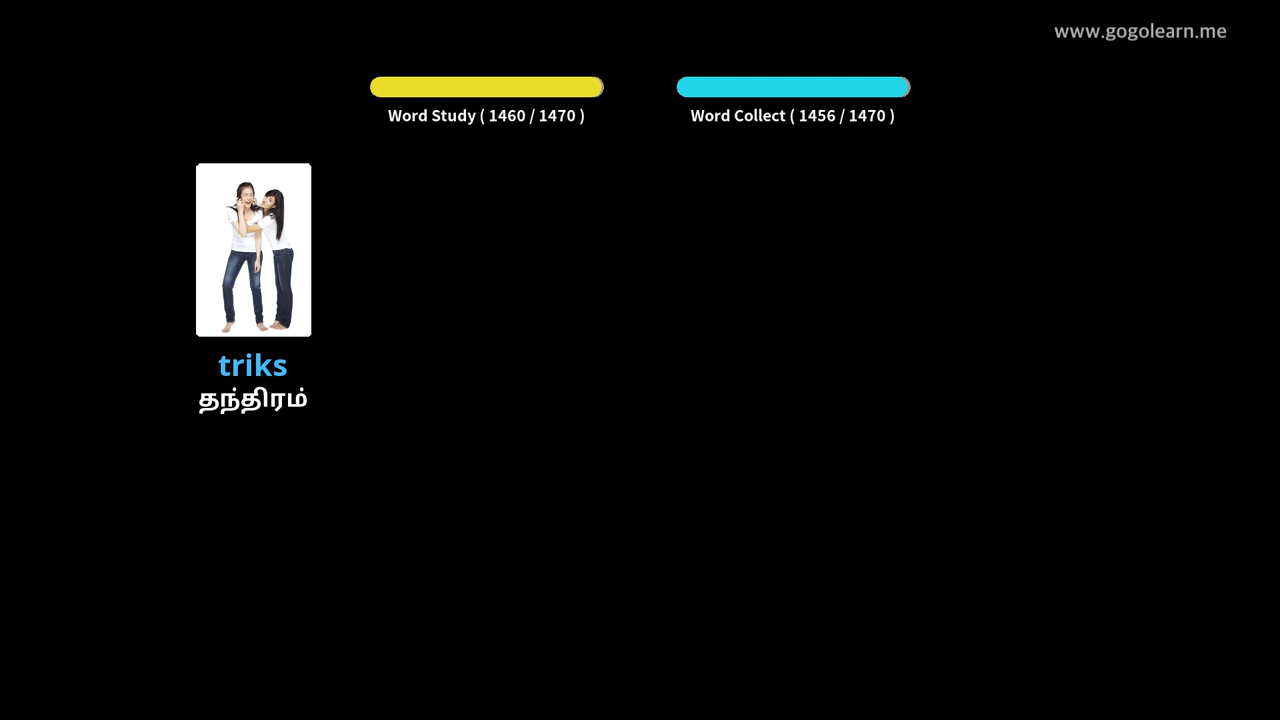 www.gogolearn.me
Word Study ( 1460 / 1470 )
Word Collect ( 1456 / 1470 )
triks
தந்திரம்